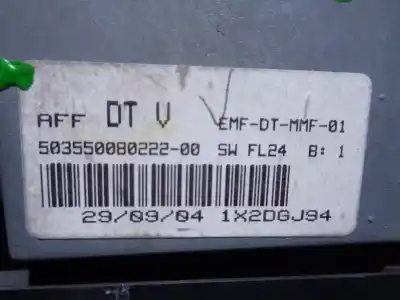 AFF DT V EMF-DT-MMF-01
503550080222-00 SW FL24 B: 1
29/09/04 1X2DGJ94